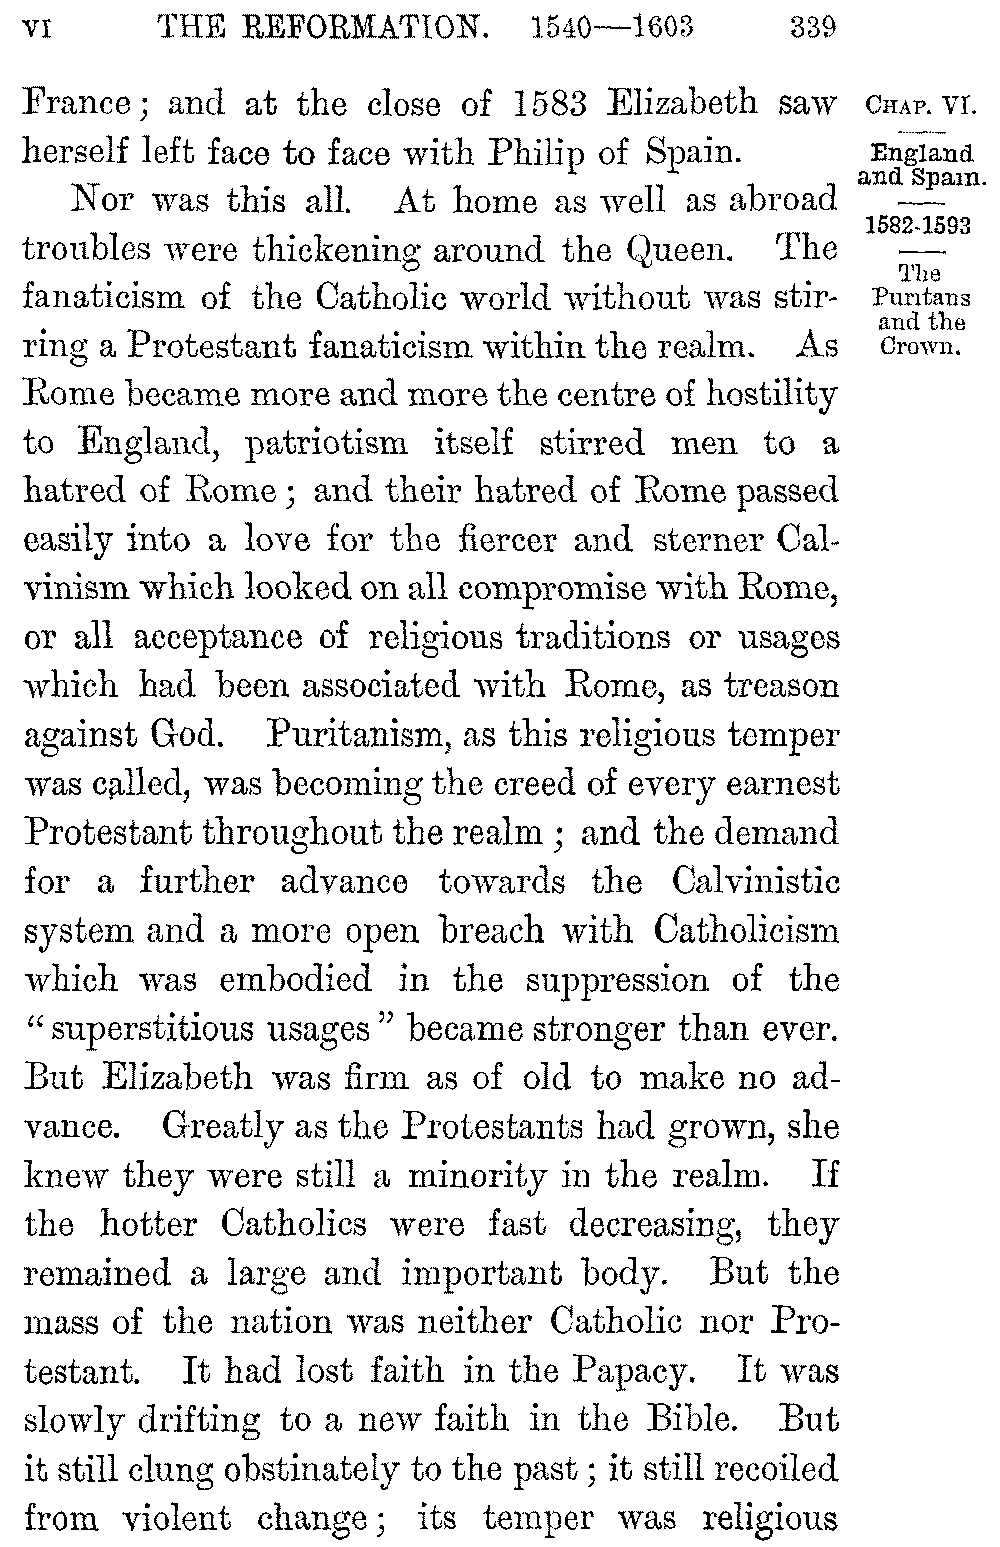 VI THE REFORMATION. 1540—1603 339
France; and at the close of 1583 Elizabeth saw
herself left face to face with Philip of Spain.
Nor was this all. At home as well as abroad
troubles were thickening around the Queen. The
fanaticism of the Catholic world without was stir-
ring a Protestant fanaticism within the realm. As
Rome became more and more the centre of hostility
to England, patriotism itself stirred men to a
hatred of Rome; and their hatred of Rome passed
easily into a love for the fiercer and sterner Cal-
vinism which looked on all compromise with Rome,
or all acceptance of religious traditions or usages
which had been associated with Rome, as treason
against God. Puritanism, as this religious temper
was called, was becoming the creed of every earnest
Protestant throughout the realm; and the demand
for a further advance towards the Calvinistic
system and a more open breach with Catholicism
which was embodied in the suppression of the
“superstitious usages” became stronger than ever.
But Elizabeth was firm as of old to make no ad-
vance. Greatly as the Protestants had grown, she
knew they were still a minority in the realm. If
the hotter Catholics were fast decreasing, they
remained a large and important body. But the
mass of the nation was neither Catholic nor Pro-
testant. It had lost faith in the Papacy. It was
slowly drifting to a new faith in the Bible. But
it still clung obstinately to the past; it still recoiled
from violent change; its temper was religious
CHAP. VI.
England
and Spain.
1582-1593
The
Puritans
and the
Crown.